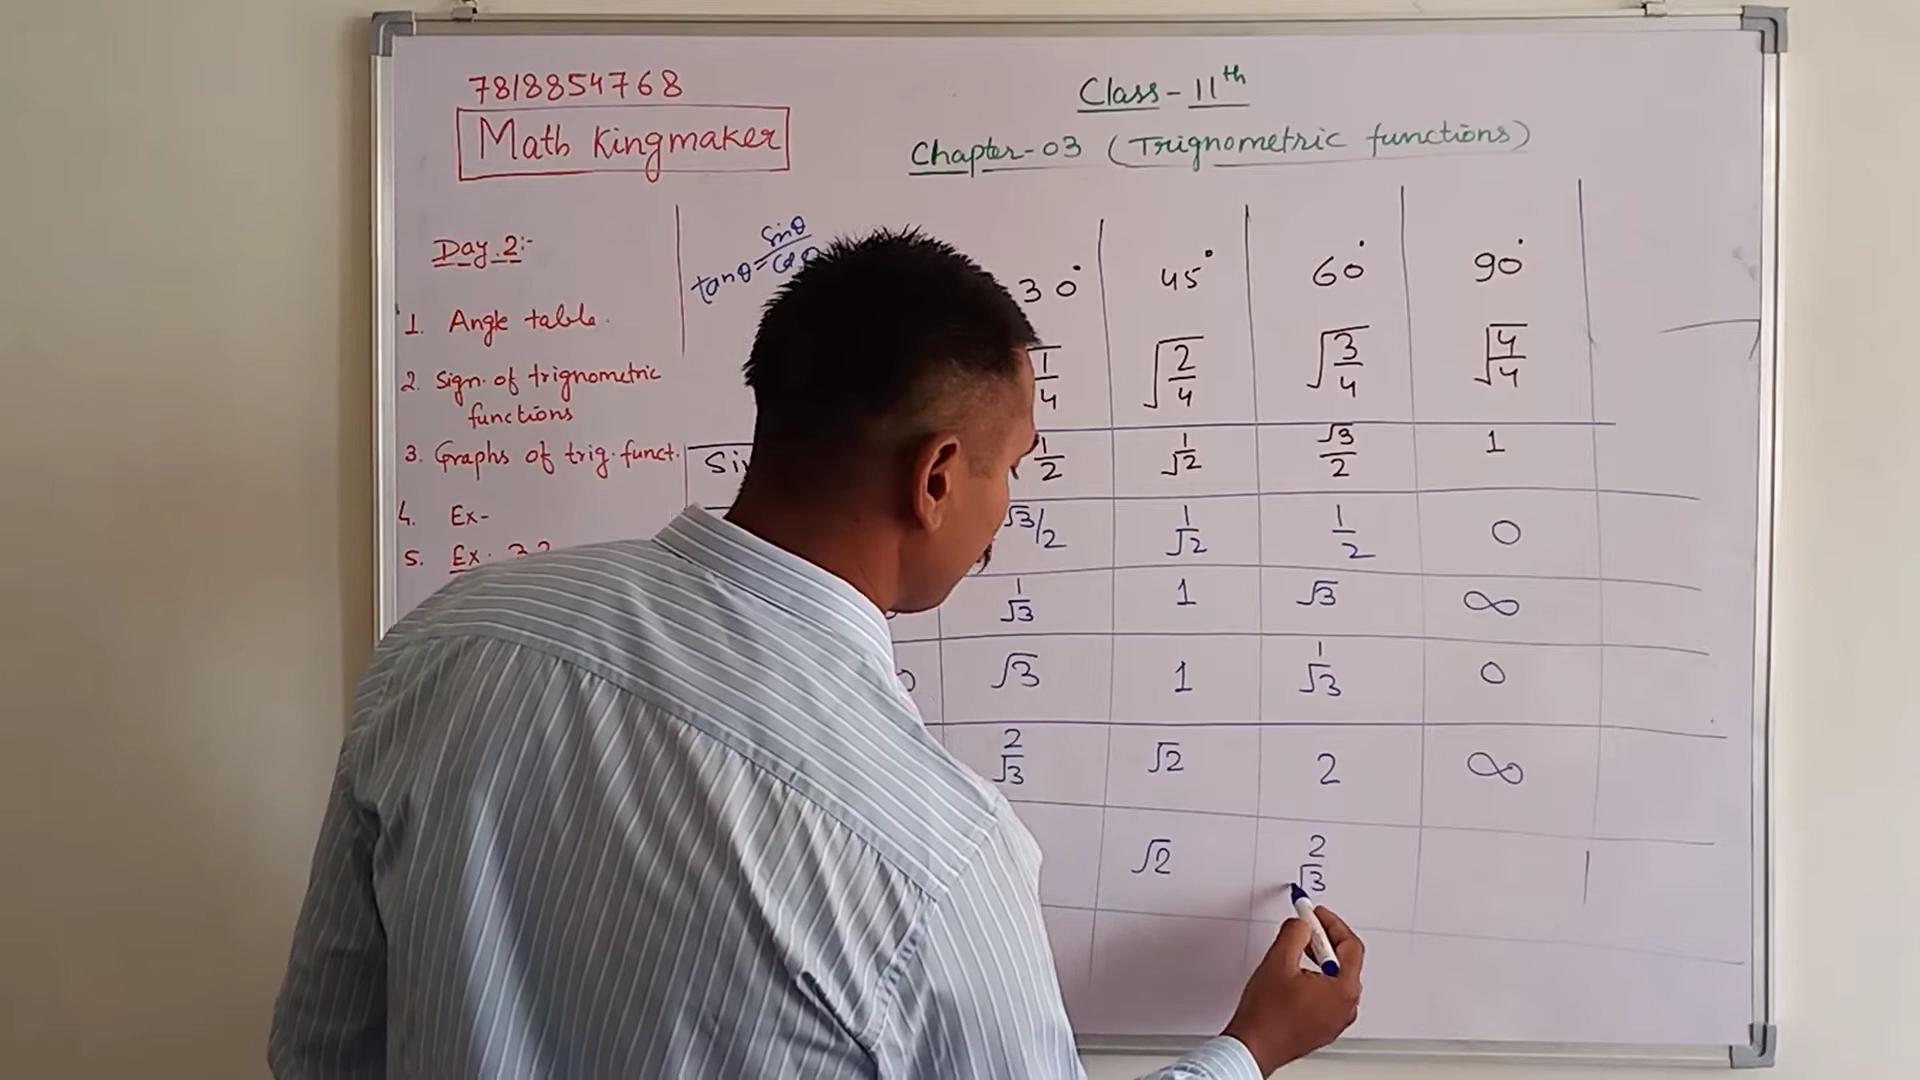 7818854768
Math Kingmaker
Class-11th
Chapter-03 (Trignometric functions)
Day.2:-
1. Angle table.
2. Sign. of trignometric
functions
3. Graphs of trig. funct.
4. Ex-
5. Ex.
tanθ = sinθ
30° 45° 60° 90°
1/4 √2/4 √3/4 √4/4
1/2 1/√2 √3/2 1
√3/2 1/√2 1/2 0
1/√3 1 √3 ∞
√3 1 1/√3 0
2/√3 √2 2 ∞
√2 2/√3